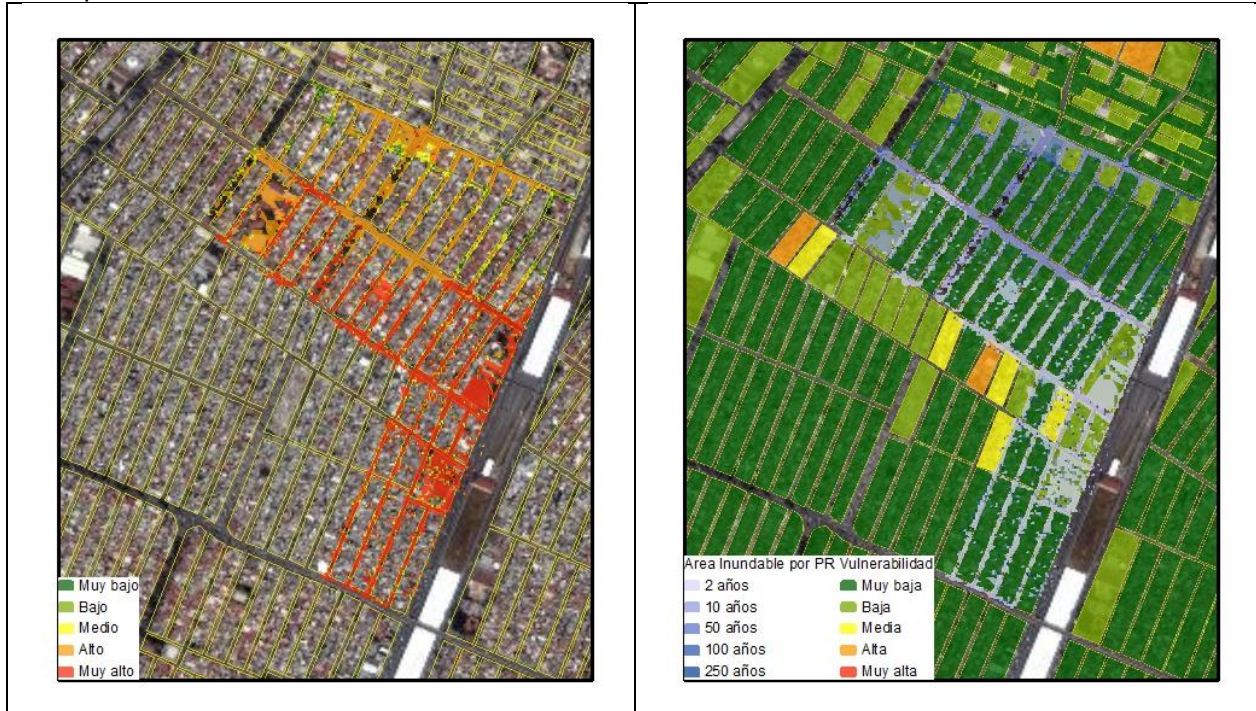 Muy bajo
Bajo
Medio
Alto
Muy alto
Area Inundable por PR Vulnerabilidad
2 años Muy baja
10 años Baja
50 años Media
100 años Alta
250 años Muy alta